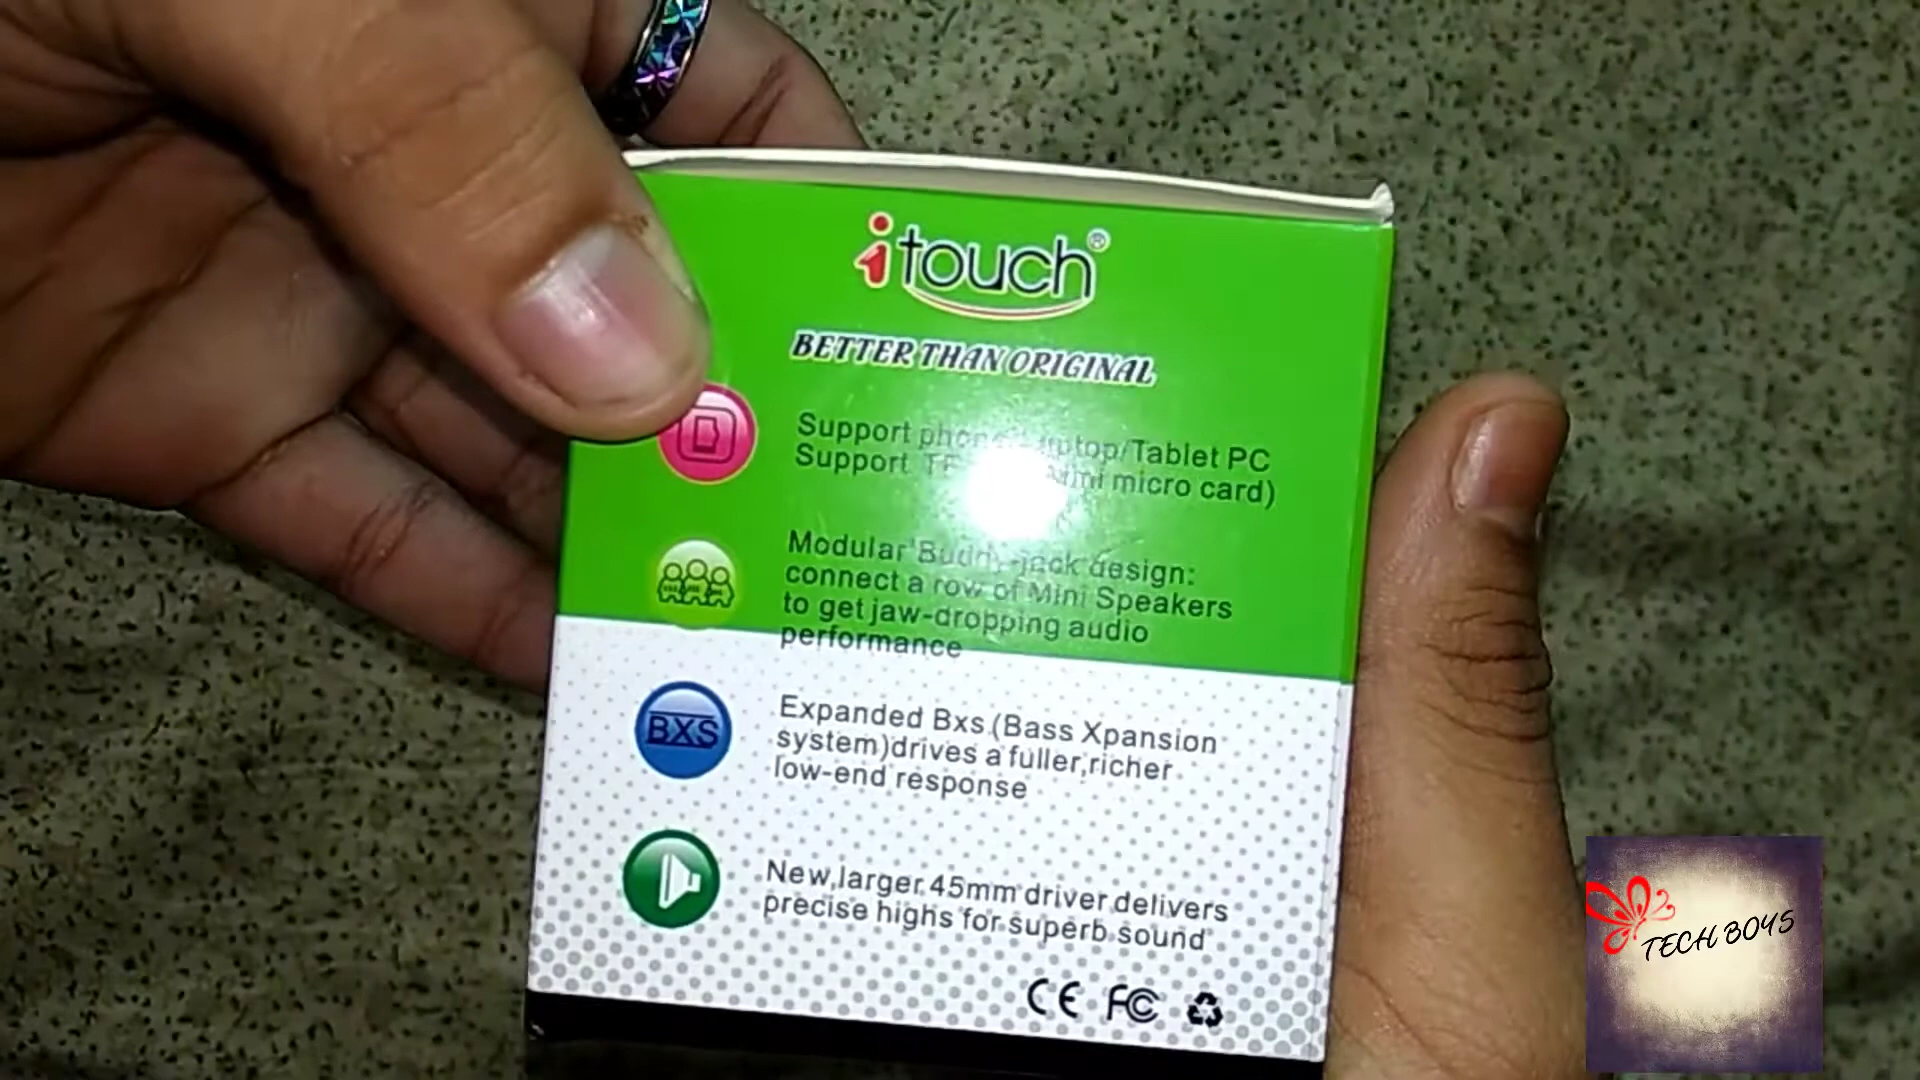 itouch®
BETTER THAN ORIGINAL
Support phone/Laptop/Tablet PC
Support TF micro card)
Modular Buddy-jack design:
connect a row of Mini Speakers
to get jaw-dropping audio
performance
BXS
Expanded Bxs.(Bass Xpansion
system)drives a fuller,richer
low-end response
New,larger 45mm driver delivers
precise highs for superb sound
CE FC
TECH BOYS